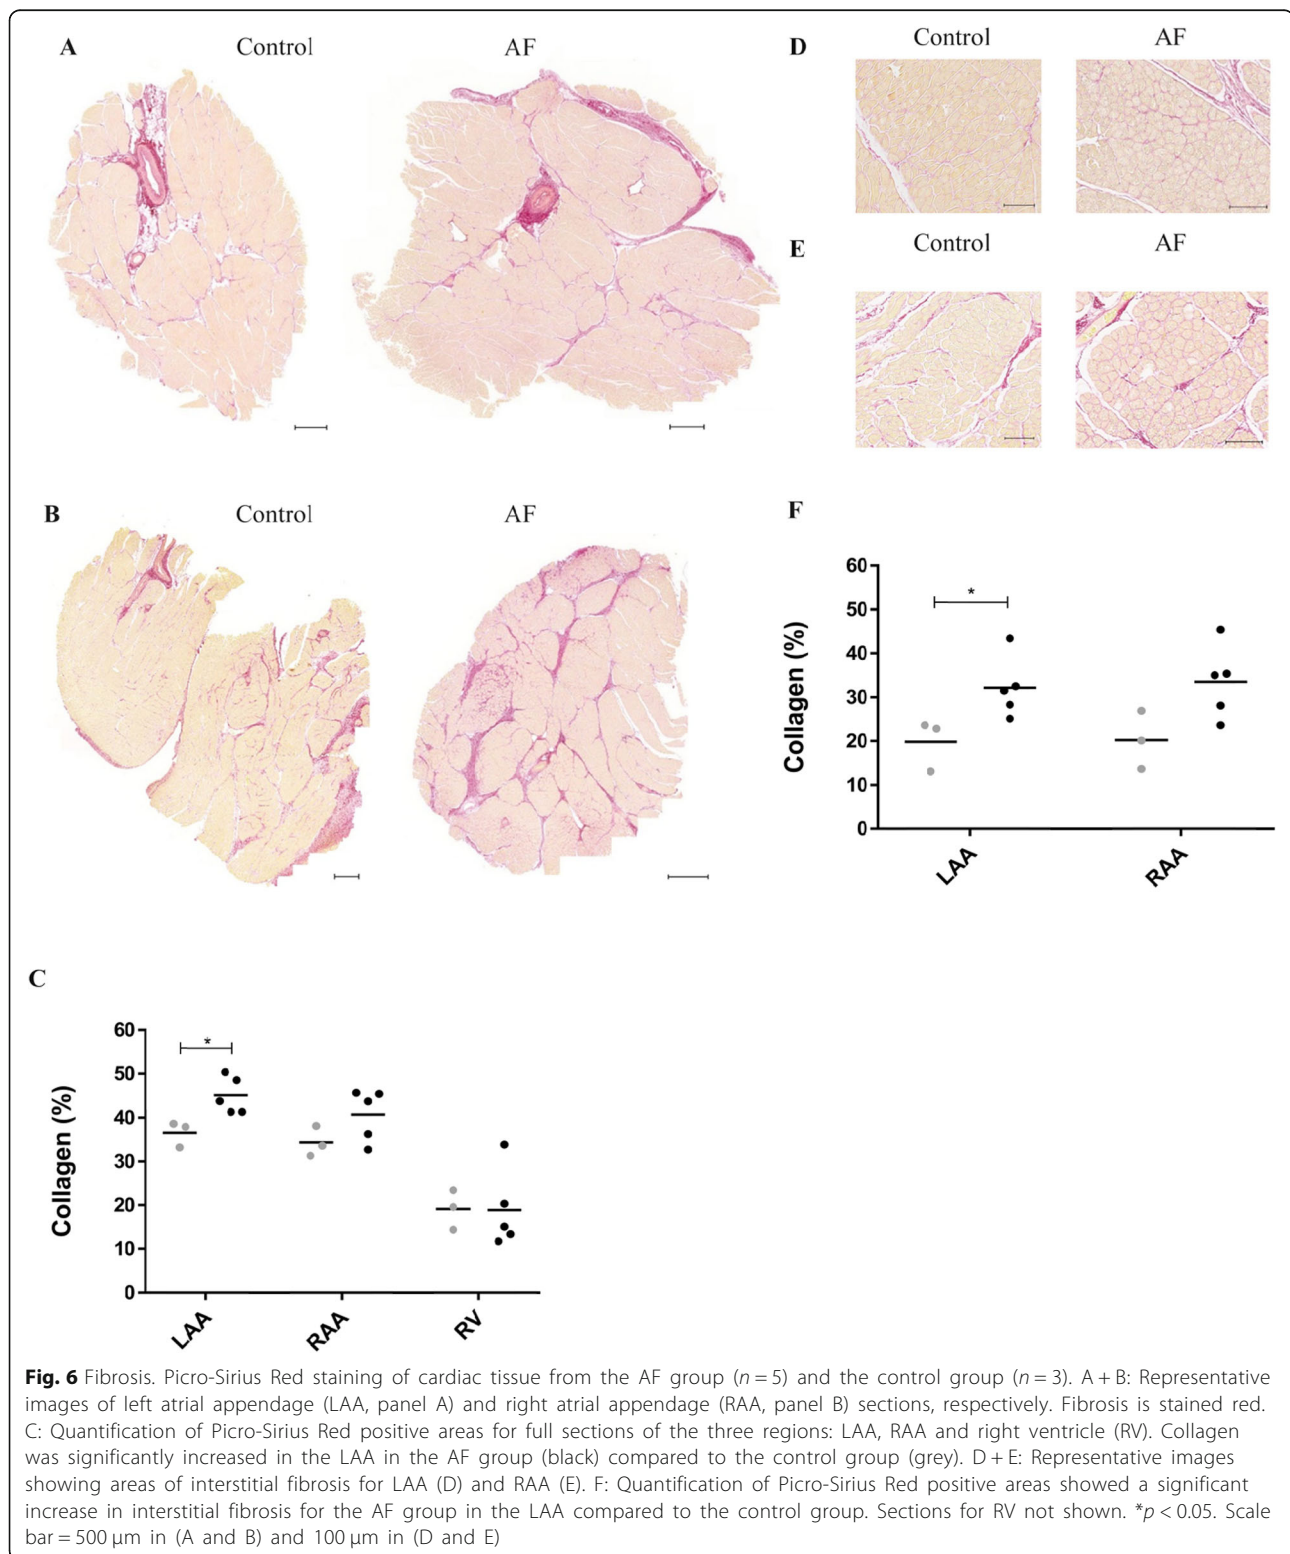 A
Control
AF
D
Control
AF
E
Control
AF
B
Control
AF
F
60
50
40
30
20
10
0
Collagen (%)
*
LAA
RAA
C
60
50
40
30
20
10
0
Collagen (%)
*
LAA
RAA
RV
Fig. 6 Fibrosis. Picro-Sirius Red staining of cardiac tissue from the AF group (n = 5) and the control group (n = 3). A + B: Representative
images of left atrial appendage (LAA, panel A) and right atrial appendage (RAA, panel B) sections, respectively. Fibrosis is stained red.
C: Quantification of Picro-Sirius Red positive areas for full sections of the three regions: LAA, RAA and right ventricle (RV). Collagen
was significantly increased in the LAA in the AF group (black) compared to the control group (grey). D + E: Representative images
showing areas of interstitial fibrosis for LAA (D) and RAA (E). F: Quantification of Picro-Sirius Red positive areas showed a significant
increase in interstitial fibrosis for the AF group in the LAA compared to the control group. Sections for RV not shown. *p < 0.05. Scale
bar = 500 μm in (A and B) and 100 μm in (D and E)